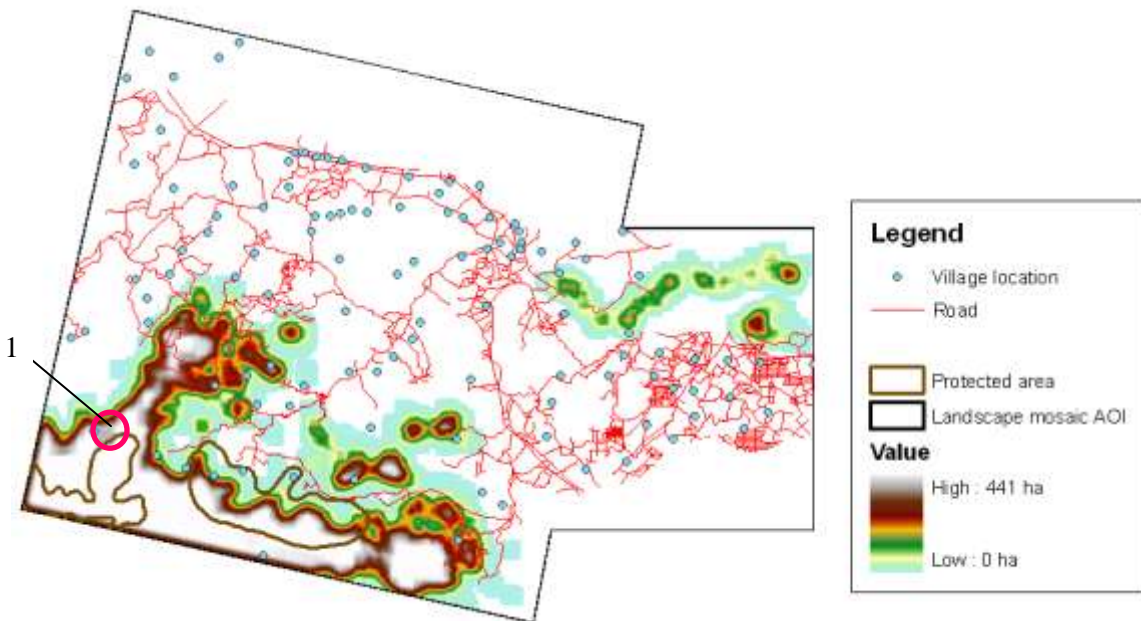 1
Legend
Village location
Road
Protected area
Landscape mosaic AOI
Value
High : 441 ha
Low : 0 ha